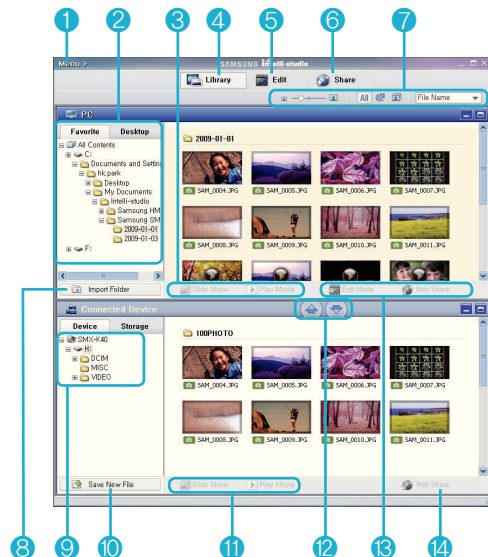 1 2 3 4 5 6 7
Menu >
SAMSUNG intelli-studio
Library Edit Share
All File Name
PC
Favorite Desktop
All Contents
C:
Documents and Setting
hk.park
Desktop
My Documents
Intelli-studio
Samsung HM
Samsung SM
2009-01-01
2009-01-03
F:
2009-01-01
SAM_0004.JPG SAM_0005.JPG SAM_0006.JPG SAM_0007.JPG
SAM_0008.JPG SAM_0009.JPG SAM_0010.JPG SAM_0011.JPG
8 Import Folder Slide Show Play Movie Edit Mode Web Share
Connected Device
Device Storage
SMX-K40
H:
DCIM
MISC
VIDEO
100PHOTO
SAM_0004.JPG SAM_0005.JPG SAM_0006.JPG SAM_0007.JPG
SAM_0008.JPG SAM_0009.JPG SAM_0010.JPG SAM_0011.JPG
Save New File Slide Show Play Movie Web Share
9 10 11 12 13 14